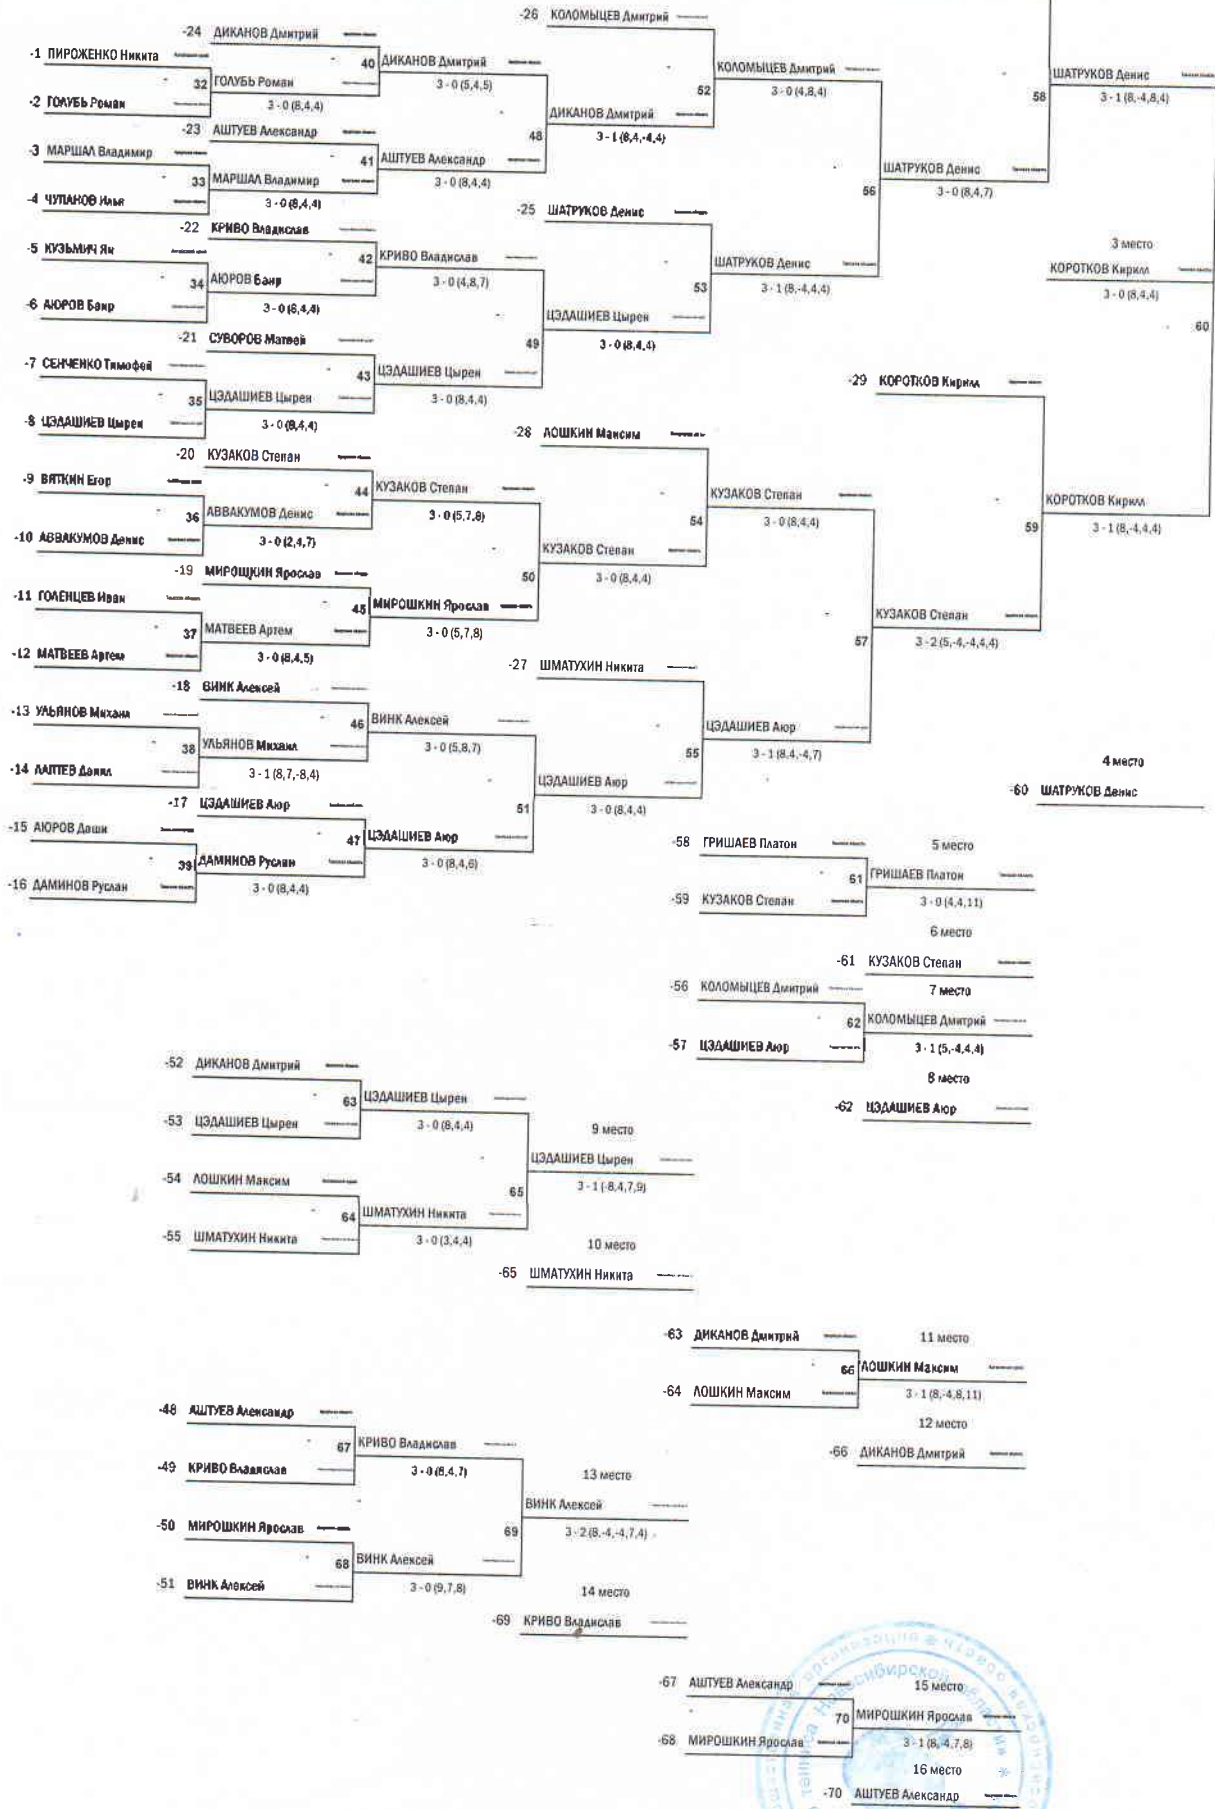 -26 КОЛОМЫЦЕВ Дмитрий
-24 ДИКАНОВ Дмитрий
-1 ПИРОЖЕНКО Никита
40 ДИКАНОВ Дмитрий
3 - 0 (5,4,5)
КОЛОМЫЦЕВ Дмитрий
52
3 - 0 (4,8,4)
ШАТРУКОВ Денис
58
3 - 1 (8,-4,8,4)
32 ГОЛУБЬ Роман
3 - 0 (8,4,4)
-2 ГОЛУБЬ Роман
ДИКАНОВ Дмитрий
48
3 - 1 (8,4,-4,4)
-23 АШТУЕВ Александр
-3 МАРШАЛ Владимир
41 АШТУЕВ Александр
3 - 0 (8,4,4)
33 МАРШАЛ Владимир
3 - 0 (8,4,4)
-4 ЧУПАНОВ Илья
ШАТРУКОВ Денис
56
3 - 0 (8,4,7)
-25 ШАТРУКОВ Денис
-22 КРИВО Владислав
-5 КУЗЬМИЧ Ян
42 КРИВО Владислав
3 - 0 (4,8,7)
34 АЮРОВ Баир
3 - 0 (8,4,4)
-6 АЮРОВ Баир
ШАТРУКОВ Денис
53
3 - 1 (8,-4,4,4)
3 место
КОРОТКОВ Кирилл
3 - 0 (8,4,4)
60
ЦЭДАШИЕВ Цырен
49
3 - 0 (8,4,4)
-21 СУВОРОВ Матвей
-7 СЕНЧЕНКО Тимофей
43 ЦЭДАШИЕВ Цырен
3 - 0 (8,4,4)
35 ЦЭДАШИЕВ Цырен
3 - 0 (8,4,4)
-8 ЦЭДАШИЕВ Цырен
-29 КОРОТКОВ Кирилл
-28 ЛОШКИН Максим
-20 КУЗАКОВ Степан
-9 ВЯТКИН Егор
44 КУЗАКОВ Степан
3 - 0 (5,7,8)
36 АВВАКУМОВ Денис
3 - 0 (2,4,7)
-10 АВВАКУМОВ Денис
КУЗАКОВ Степан
54
3 - 0 (8,4,4)
КОРОТКОВ Кирилл
59
3 - 1 (8,-4,4,4)
КУЗАКОВ Степан
50
3 - 0 (8,4,4)
-19 МИРОШКИН Ярослав
-11 ГОЛЕНЦЕВ Иван
45 МИРОШКИН Ярослав
3 - 0 (5,7,8)
37 МАТВЕЕВ Артем
3 - 0 (8,4,5)
-12 МАТВЕЕВ Артем
КУЗАКОВ Степан
57
3 - 2 (5,-4,-4,4,4)
-27 ШМАТУХИН Никита
-18 ВИНК Алексей
-13 УЛЬЯНОВ Михаил
46 ВИНК Алексей
3 - 0 (5,8,7)
38 УЛЬЯНОВ Михаил
3 - 1 (8,7,-8,4)
-14 ЛАПТЕВ Данил
ЦЭДАШИЕВ Аюр
55
3 - 1 (8,4,-4,7)
4 место
-60 ШАТРУКОВ Денис
ЦЭДАШИЕВ Аюр
51
3 - 0 (8,4,4)
-17 ЦЭДАШИЕВ Аюр
-15 АЮРОВ Даши
47 ЦЭДАШИЕВ Аюр
3 - 0 (8,4,6)
39 ДАМИНОВ Руслан
3 - 0 (8,4,4)
-16 ДАМИНОВ Руслан
-58 ГРИШАЕВ Платон
5 место
61 ГРИШАЕВ Платон
3 - 0 (4,4,11)
-59 КУЗАКОВ Степан
6 место
-61 КУЗАКОВ Степан
-56 КОЛОМЫЦЕВ Дмитрий
7 место
62 КОЛОМЫЦЕВ Дмитрий
3 - 1 (5,-4,4,4)
-57 ЦЭДАШИЕВ Аюр
8 место
-62 ЦЭДАШИЕВ Аюр
-52 ДИКАНОВ Дмитрий
63 ЦЭДАШИЕВ Цырен
3 - 0 (8,4,4)
-53 ЦЭДАШИЕВ Цырен
9 место
ЦЭДАШИЕВ Цырен
65
3 - 1 (-8,4,7,9)
-54 ЛОШКИН Максим
64 ШМАТУХИН Никита
3 - 0 (3,4,4)
-55 ШМАТУХИН Никита
10 место
-65 ШМАТУХИН Никита
-63 ДИКАНОВ Дмитрий
11 место
66 ЛОШКИН Максим
3 - 1 (8,-4,8,11)
-64 ЛОШКИН Максим
12 место
-66 ДИКАНОВ Дмитрий
-48 АШТУЕВ Александр
67 КРИВО Владислав
3 - 0 (8,4,7)
-49 КРИВО Владислав
13 место
ВИНК Алексей
69
3 - 2 (8,-4,-4,7,4)
-50 МИРОШКИН Ярослав
68 ВИНК Алексей
3 - 0 (9,7,8)
-51 ВИНК Алексей
14 место
-69 КРИВО Владислав
-67 АШТУЕВ Александр
15 место
70 МИРОШКИН Ярослав
3 - 1 (8,-4,7,8)
-68 МИРОШКИН Ярослав
16 место
-70 АШТУЕВ Александр
тенниса Новосибирской области»